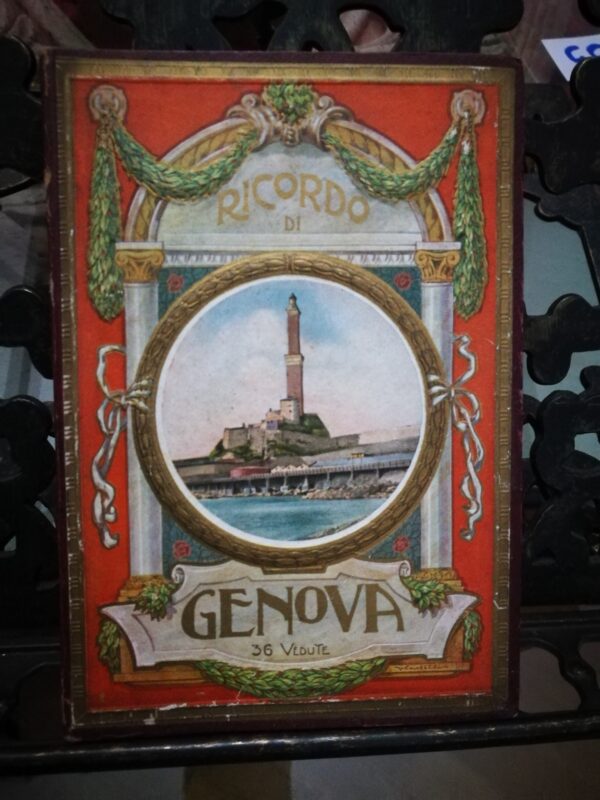 RICORDO
DI
GENOVA
36 VEDUTE